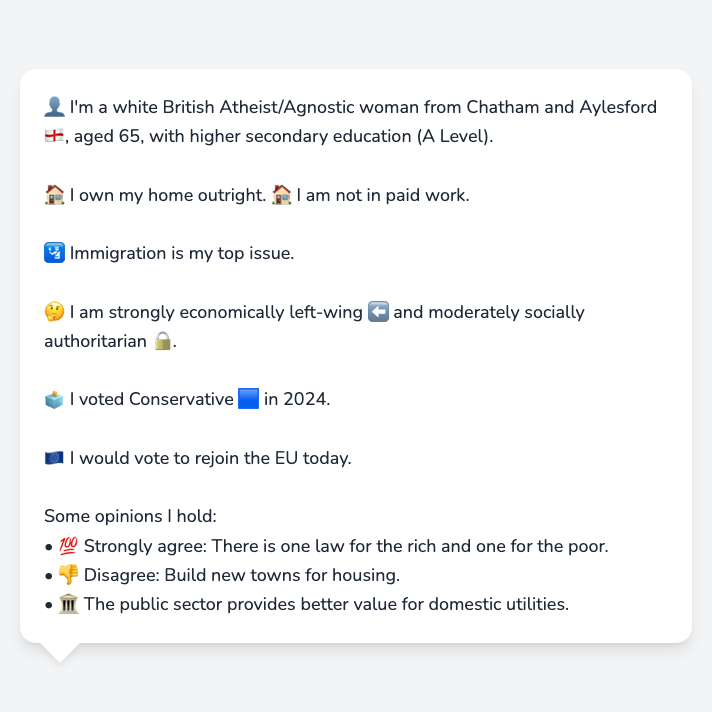 👤 I'm a white British Atheist/Agnostic woman from Chatham and Aylesford
🏴󠁧󠁢󠁥󠁮󠁧󠁿, aged 65, with higher secondary education (A Level).
🏠 I own my home outright. 🏠 I am not in paid work.
🛂 Immigration is my top issue.
🤔 I am strongly economically left-wing ⬅️ and moderately socially
authoritarian 🔒.
🗳️ I voted Conservative 🟦 in 2024.
🇪🇺 I would vote to rejoin the EU today.
Some opinions I hold:
• 💯 Strongly agree: There is one law for the rich and one for the poor.
• 👎 Disagree: Build new towns for housing.
• 🏛️ The public sector provides better value for domestic utilities.